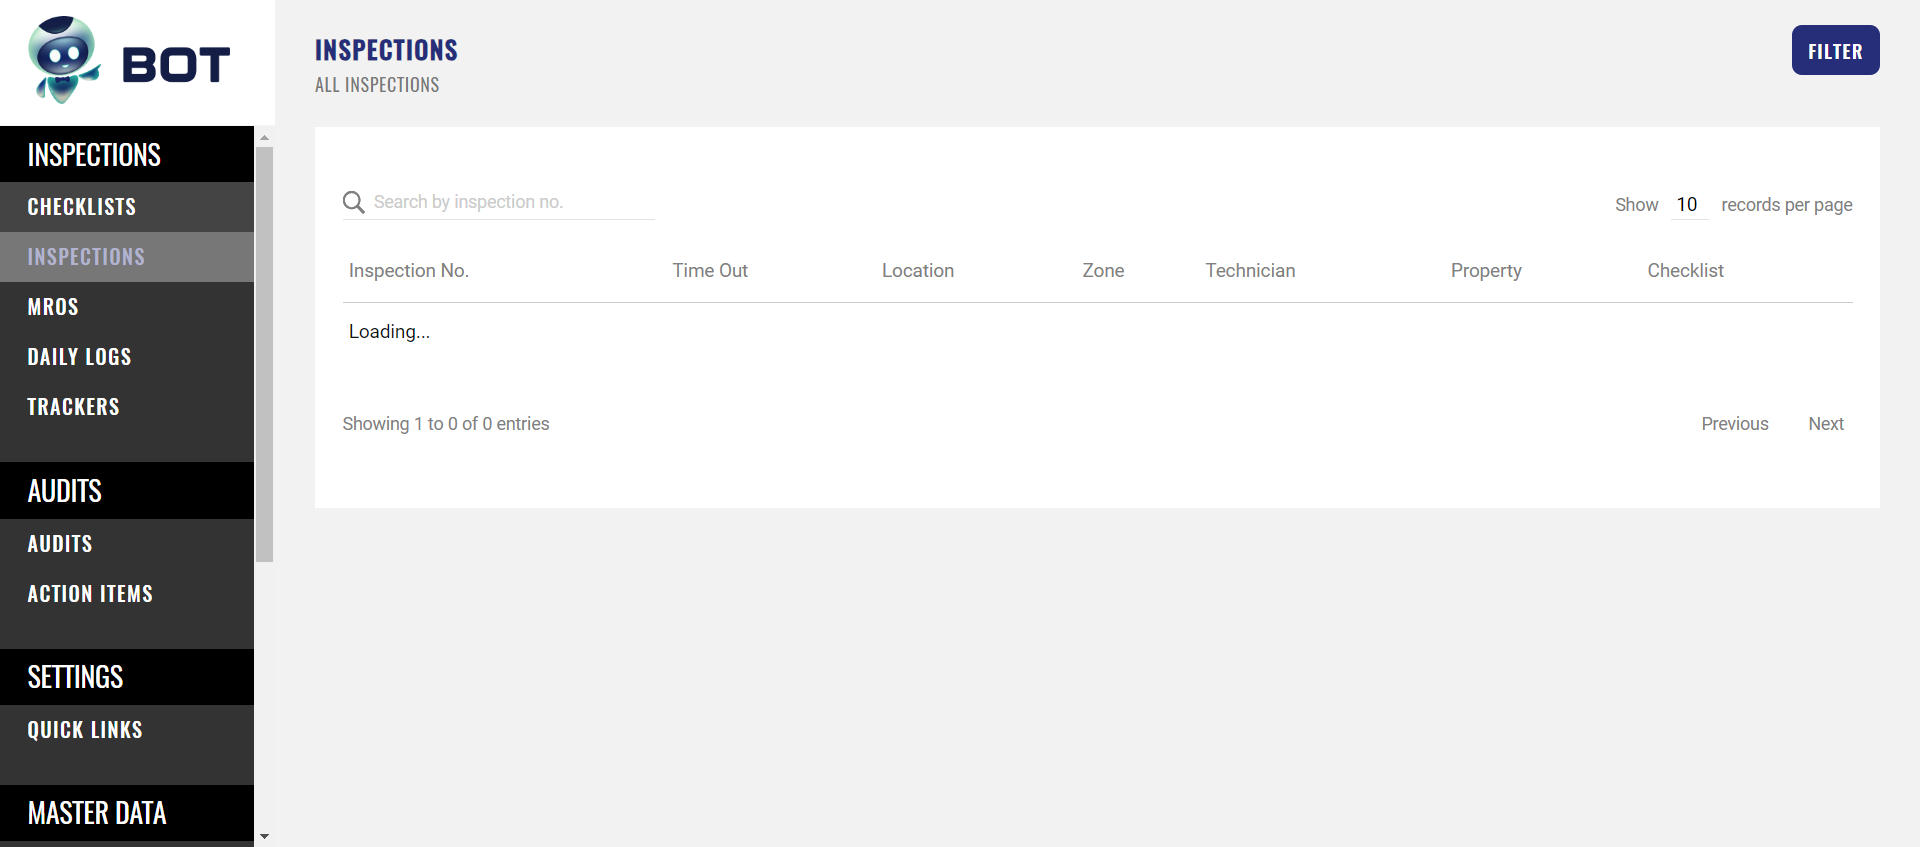 BOT
INSPECTIONS
CHECKLISTS
INSPECTIONS
MROS
DAILY LOGS
TRACKERS
AUDITS
AUDITS
ACTION ITEMS
SETTINGS
QUICK LINKS
MASTER DATA
INSPECTIONS
ALL INSPECTIONS
FILTER
Search by inspection no.
Show 10 records per page
Inspection No. Time Out Location Zone Technician Property Checklist
Loading...
Showing 1 to 0 of 0 entries
Previous Next